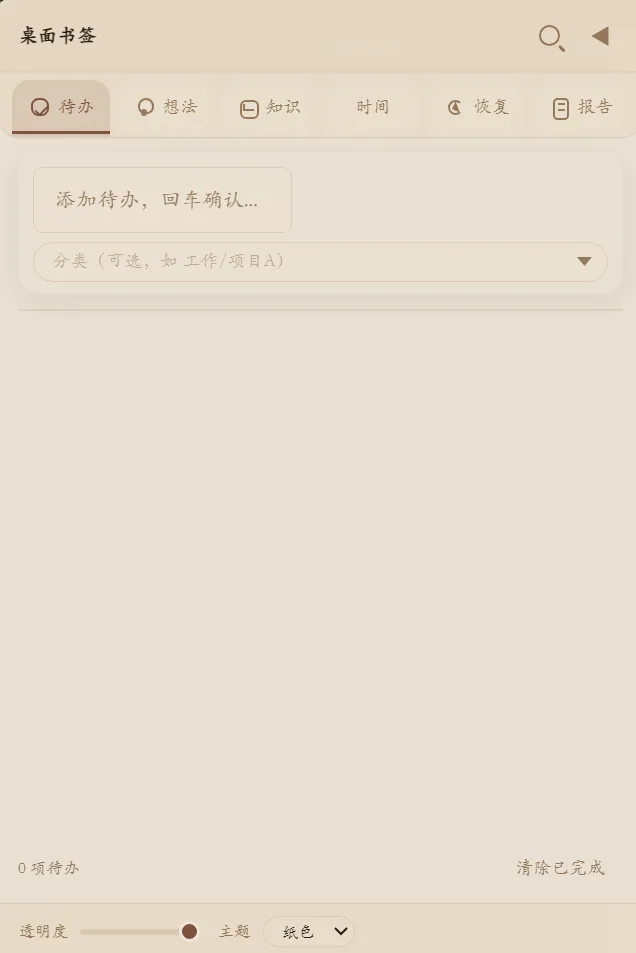 桌面书签
待办 想法 知识 时间 恢复 报告
添加待办，回车确认...
分类（可选，如 工作/项目A）
0 项待办 清除已完成
透明度 主题 纸色